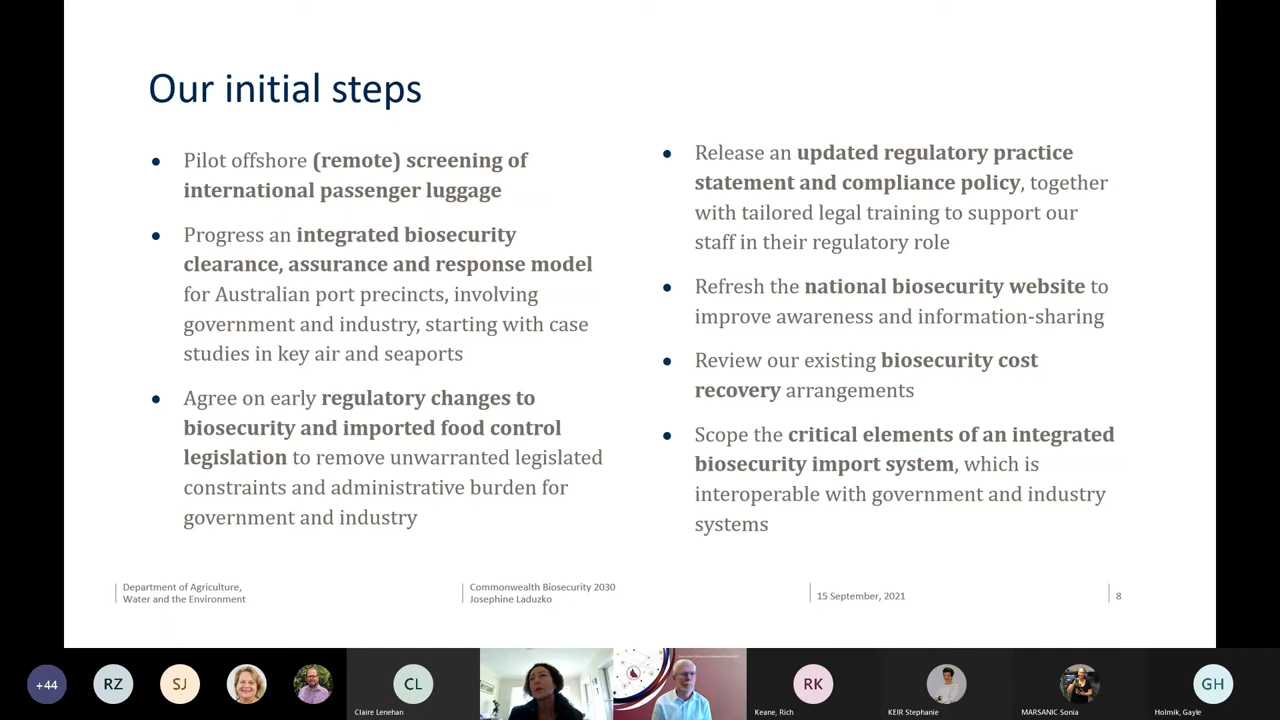 Our initial steps
Pilot offshore (remote) screening of
international passenger luggage
Progress an integrated biosecurity
clearance, assurance and response model
for Australian port precincts, involving
government and industry, starting with case
studies in key air and seaports
Agree on early regulatory changes to
biosecurity and imported food control
legislation to remove unwarranted legislated
constraints and administrative burden for
government and industry
Release an updated regulatory practice
statement and compliance policy, together
with tailored legal training to support our
staff in their regulatory role
Refresh the national biosecurity website to
improve awareness and information-sharing
Review our existing biosecurity cost
recovery arrangements
Scope the critical elements of an integrated
biosecurity import system, which is
interoperable with government and industry
systems
Department of Agriculture,
Water and the Environment
Commonwealth Biosecurity 2030
Josephine Laduzko
15 September, 2021
8
+44
RZ
SJ
CL
Claire Lenehan
RK
Keane, Rich
KEIR Stephanie
MARSANIC Sonia
GH
Holmik, Gayle